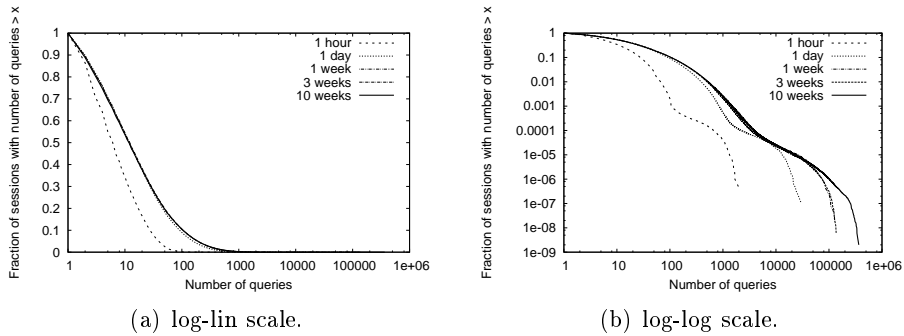 Fraction of sessions with number of queries > x
1
0.9
0.8
0.7
0.6
0.5
0.4
0.3
0.2
0.1
0
1 hour
1 day
1 week
3 weeks
10 weeks
1 10 100 1000 10000 100000 1e+06
Number of queries
(a) log-lin scale.
Fraction of sessions with number of queries > x
1
0.1
0.01
0.001
0.0001
1e-05
1e-06
1e-07
1e-08
1e-09
1 hour
1 day
1 week
3 weeks
10 weeks
1 10 100 1000 10000 100000 1e+06
Number of queries
(b) log-log scale.